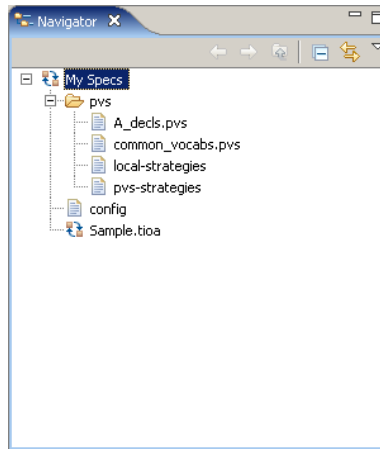 Navigator
My Specs
pvs
A_decls.pvs
common_vocabs.pvs
local-strategies
pvs-strategies
config
Sample.tioa